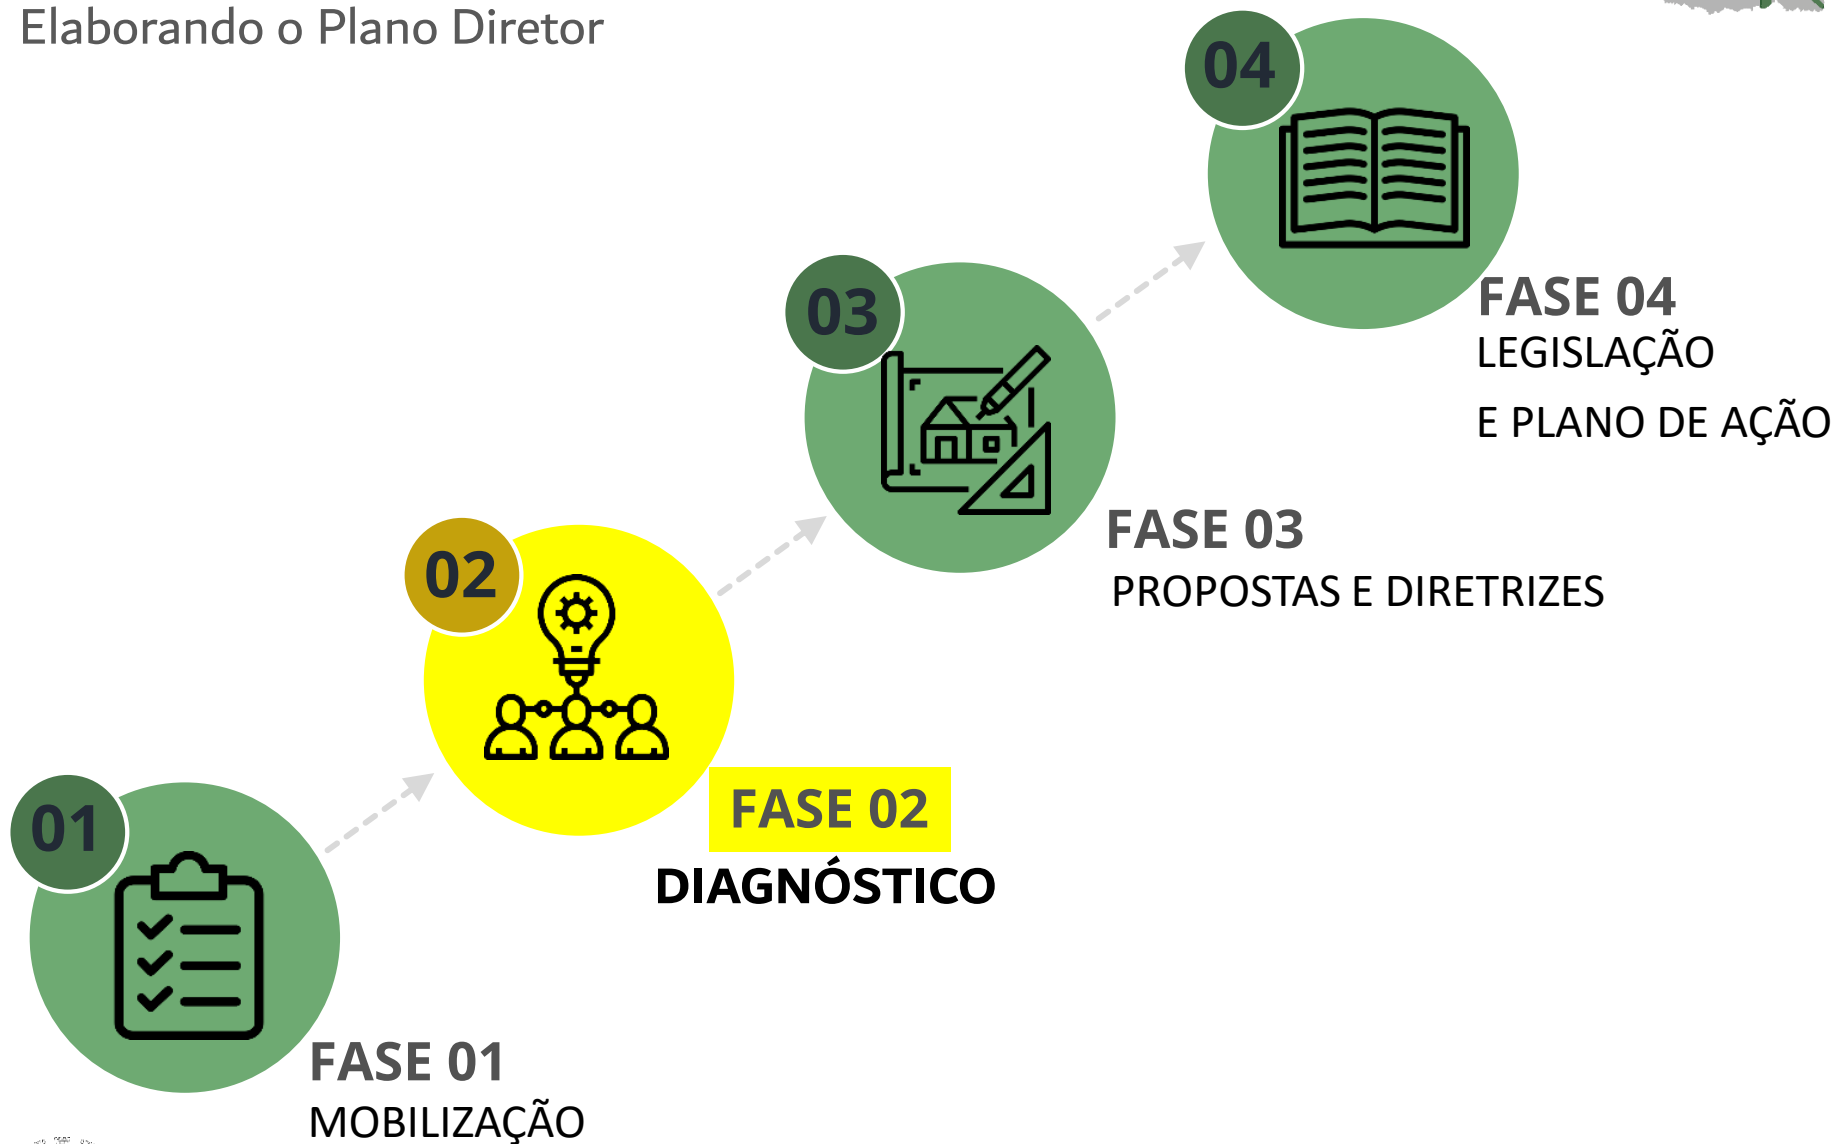 Elaborando o Plano Diretor
04
FASE 04
LEGISLAÇÃO
E PLANO DE AÇÃO
03
FASE 03
PROPOSTAS E DIRETRIZES
02
FASE 02
DIAGNÓSTICO
01
FASE 01
MOBILIZAÇÃO